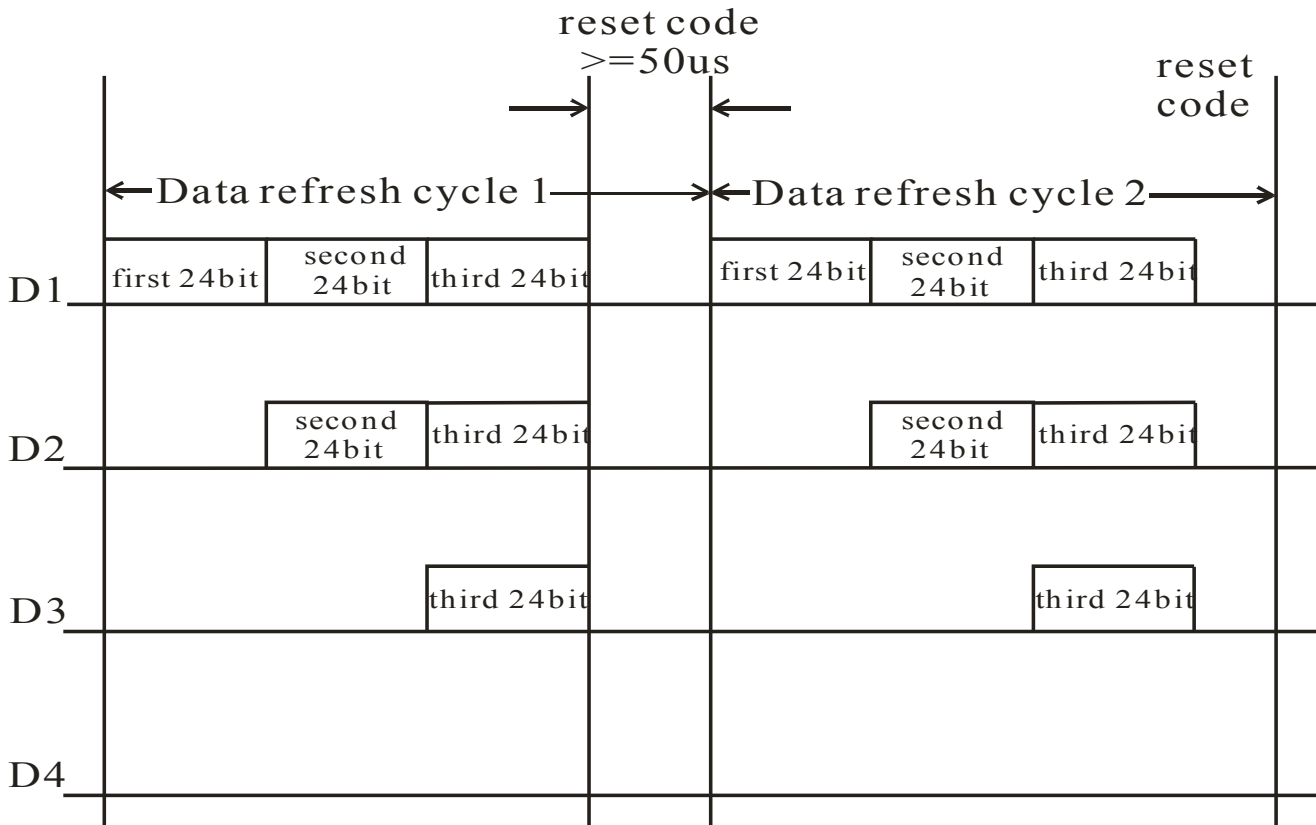 reset code
>=50us
reset
code
Data refresh cycle 1
Data refresh cycle 2
D1
first 24bit
second
24bit
third 24bit
first 24bit
second
24bit
third 24bit
D2
second
24bit
third 24bit
second
24bit
third 24bit
D3
third 24bit
third 24bit
D4